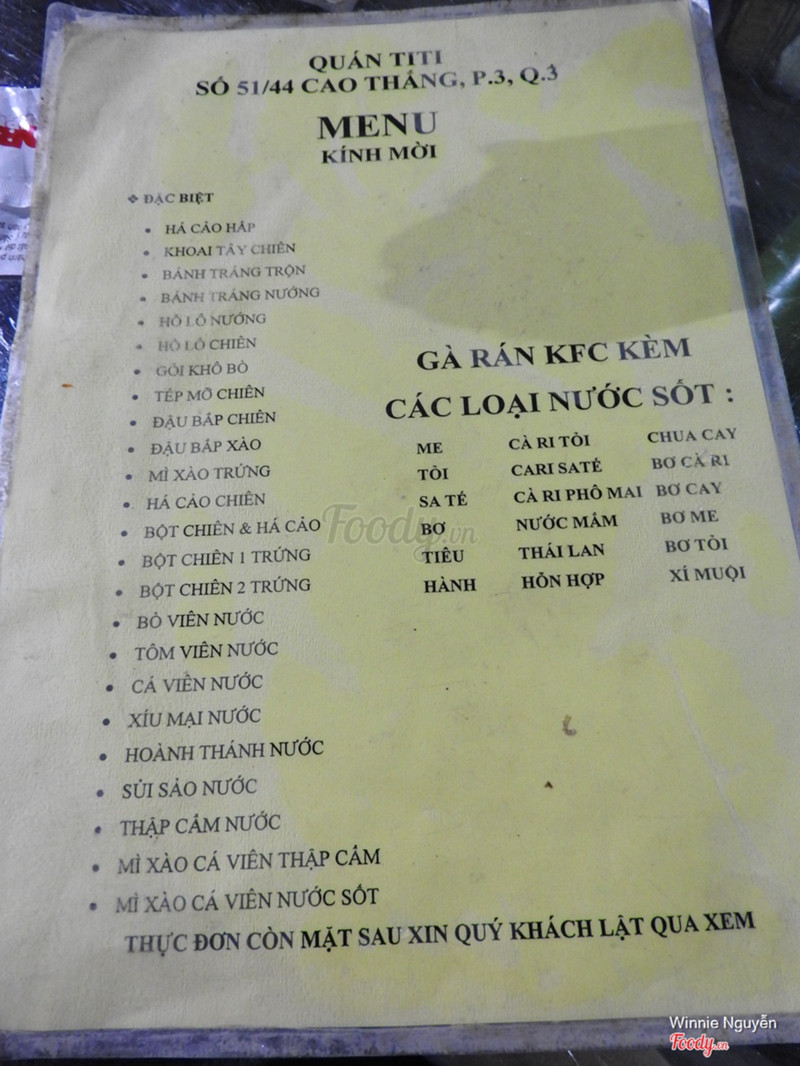 QUÁN TITI
SỐ 51/44 CAO THẮNG, P.3, Q.3
MENU
KÍNH MỜI
❖ ĐẶC BIỆT
• HÁ CẢO HẤP
• KHOAI TÂY CHIÊN
• BÁNH TRÁNG TRỘN
• BÁNH TRÁNG NƯỚNG
• HỒ LÔ NƯỚNG
• HỒ LÔ CHIÊN
• GỎI KHÔ BÒ
• TÉP MỠ CHIÊN
• ĐẬU BẮP CHIÊN
• ĐẬU BẮP XÀO
• MÌ XÀO TRỨNG
• HÁ CẢO CHIÊN
• BỘT CHIÊN & HÁ CẢO
• BỘT CHIÊN 1 TRỨNG
• BỘT CHIÊN 2 TRỨNG
• BÒ VIÊN NƯỚC
• TÔM VIÊN NƯỚC
• CÁ VIÊN NƯỚC
• XÍU MẠI NƯỚC
• HOÀNH THÁNH NƯỚC
• SỦI SẢO NƯỚC
• THẬP CẨM NƯỚC
• MÌ XÀO CÁ VIÊN THẬP CẨM
• MÌ XÀO CÁ VIÊN NƯỚC SỐT
GÀ RÁN KFC KÈM
CÁC LOẠI NƯỚC SỐT :
ME CÀ RI TỎI CHUA CAY
TỎI CARI SATÉ BƠ CÀ RI
SA TÉ CÀ RI PHÔ MAI BƠ CAY
BƠ NƯỚC MẮM BƠ ME
TIÊU THÁI LAN BƠ TỎI
HÀNH HỖN HỢP XÍ MUỘI
THỰC ĐƠN CÒN MẶT SAU XIN QUÝ KHÁCH LẬT QUA XEM
Foody.vn
Winnie Nguyễn
Foody.vn